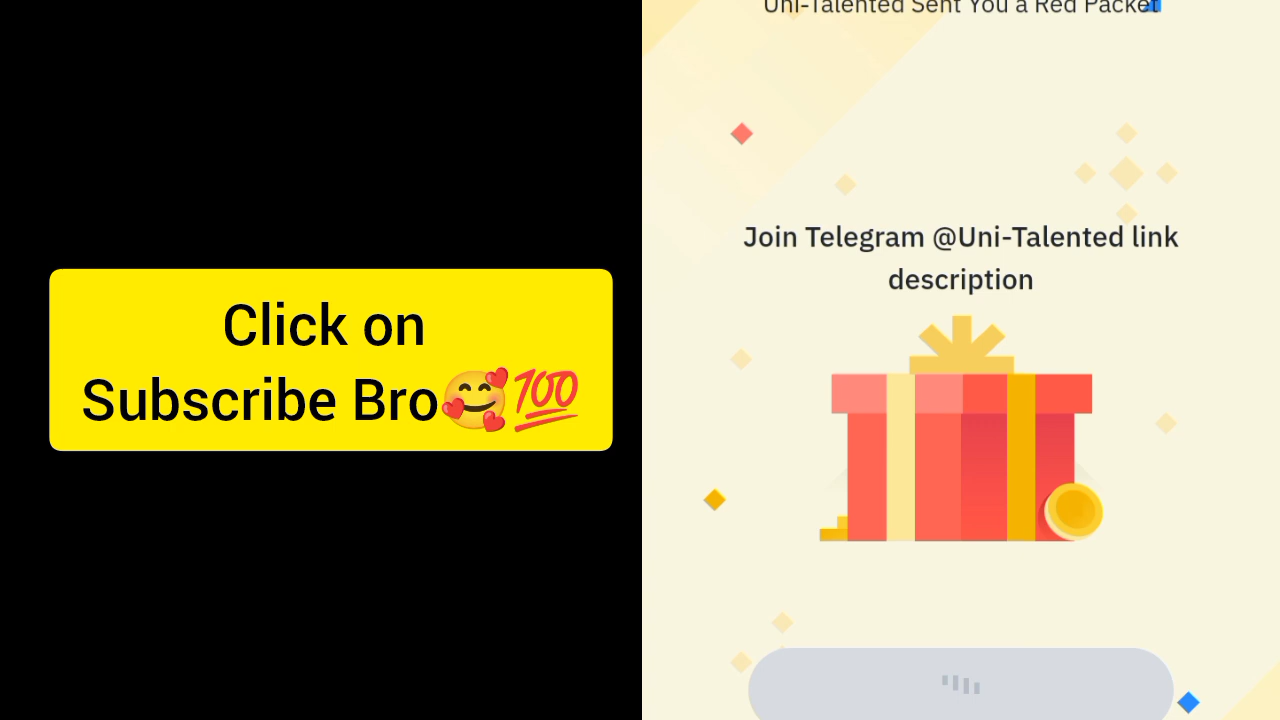 Click on
Subscribe Bro🥰💯
Uni-Talented Sent You a Red Packet
Join Telegram @Uni-Talented link
description